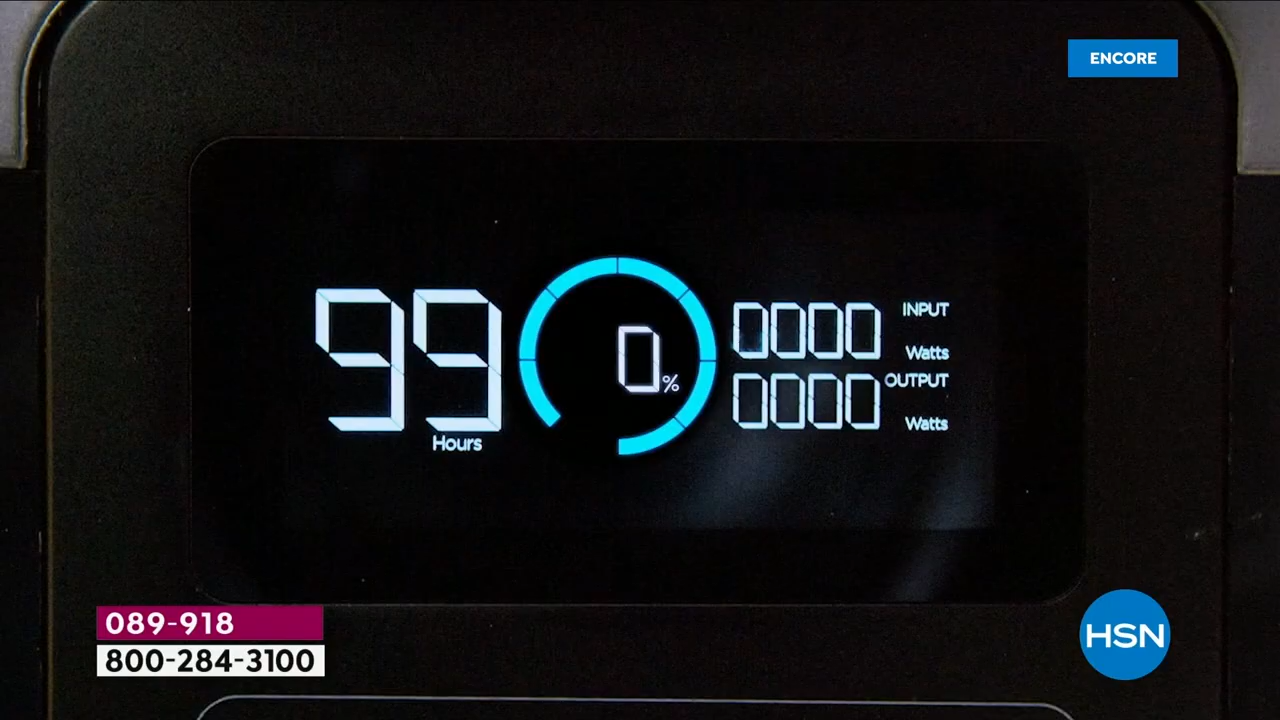 ENCORE
99
Hours
0%
0000 INPUT
Watts
0000 OUTPUT
Watts
089-918
800-284-3100
HSN